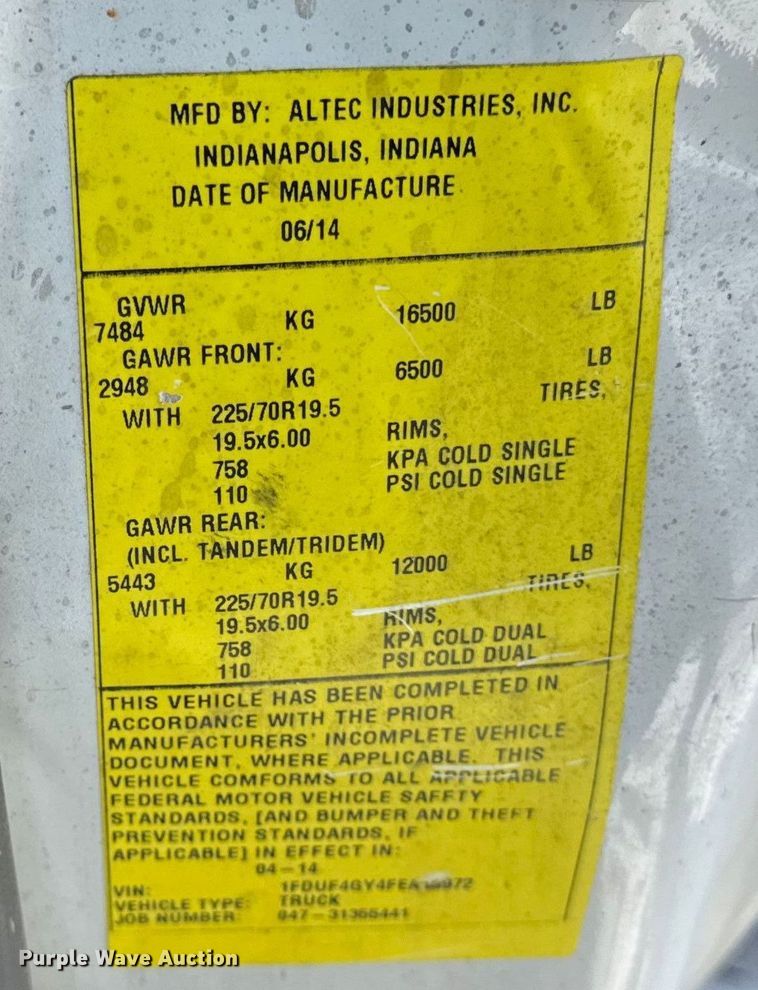 MFD BY: ALTEC INDUSTRIES, INC.
INDIANAPOLIS, INDIANA
DATE OF MANUFACTURE
06/14
GVWR
7484 KG 16500 LB
GAWR FRONT:
2948 KG 6500 LB
WITH 225/70R19.5 TIRES,
19.5x6.00 RIMS,
758 KPA COLD SINGLE
110 PSI COLD SINGLE
GAWR REAR:
(INCL. TANDEM/TRIDEM)
5443 KG 12000 LB
WITH 225/70R19.5 TIRES,
19.5x6.00 RIMS,
758 KPA COLD DUAL
110 PSI COLD DUAL
THIS VEHICLE HAS BEEN COMPLETED IN
ACCORDANCE WITH THE PRIOR
MANUFACTURERS' INCOMPLETE VEHICLE
DOCUMENT, WHERE APPLICABLE. THIS
VEHICLE COMFORMS TO ALL APPLICABLE
FEDERAL MOTOR VEHICLE SAFETY
STANDARDS, [AND BUMPER AND THEFT
PREVENTION STANDARDS, IF
APPLICABLE] IN EFFECT IN:
04-14
VIN:
VEHICLE TYPE: TRUCK
JOB NUMBER:
Purple Wave Auction